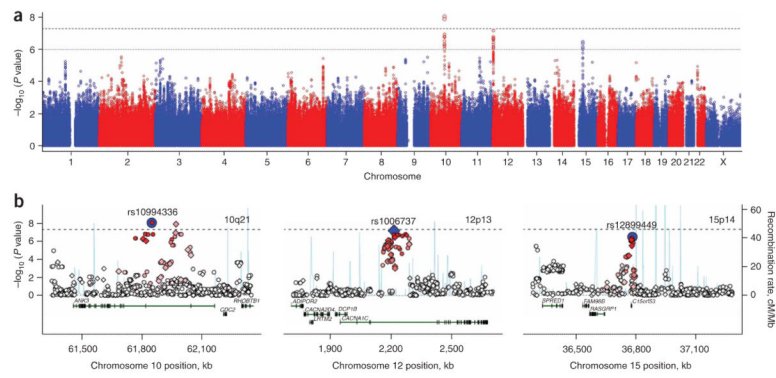 a
−log10 (P value)
8
6
4
2
0
1 2 3 4 5 6 7 8 9 10 11 12 13 14 15 16 17 18 19 20 21 22 X
Chromosome
b
rs10994336 10q21
rs1006737 12p13
rs12899449 15p14
−log10 (P value)
8
6
4
2
0
60
40
20
0
Recombination rate, cM/Mb
ANK3 CDC2 RHOBTB1
ADIPOR2 CACNA2D4 LRTM2 DCP1B CACNA1C
SPRED1 FAM98B RASGRP1 C15orf53
61,500 61,800 62,100
1,900 2,200 2,500
36,500 36,800 37,100
Chromosome 10 position, kb
Chromosome 12 position, kb
Chromosome 15 position, kb